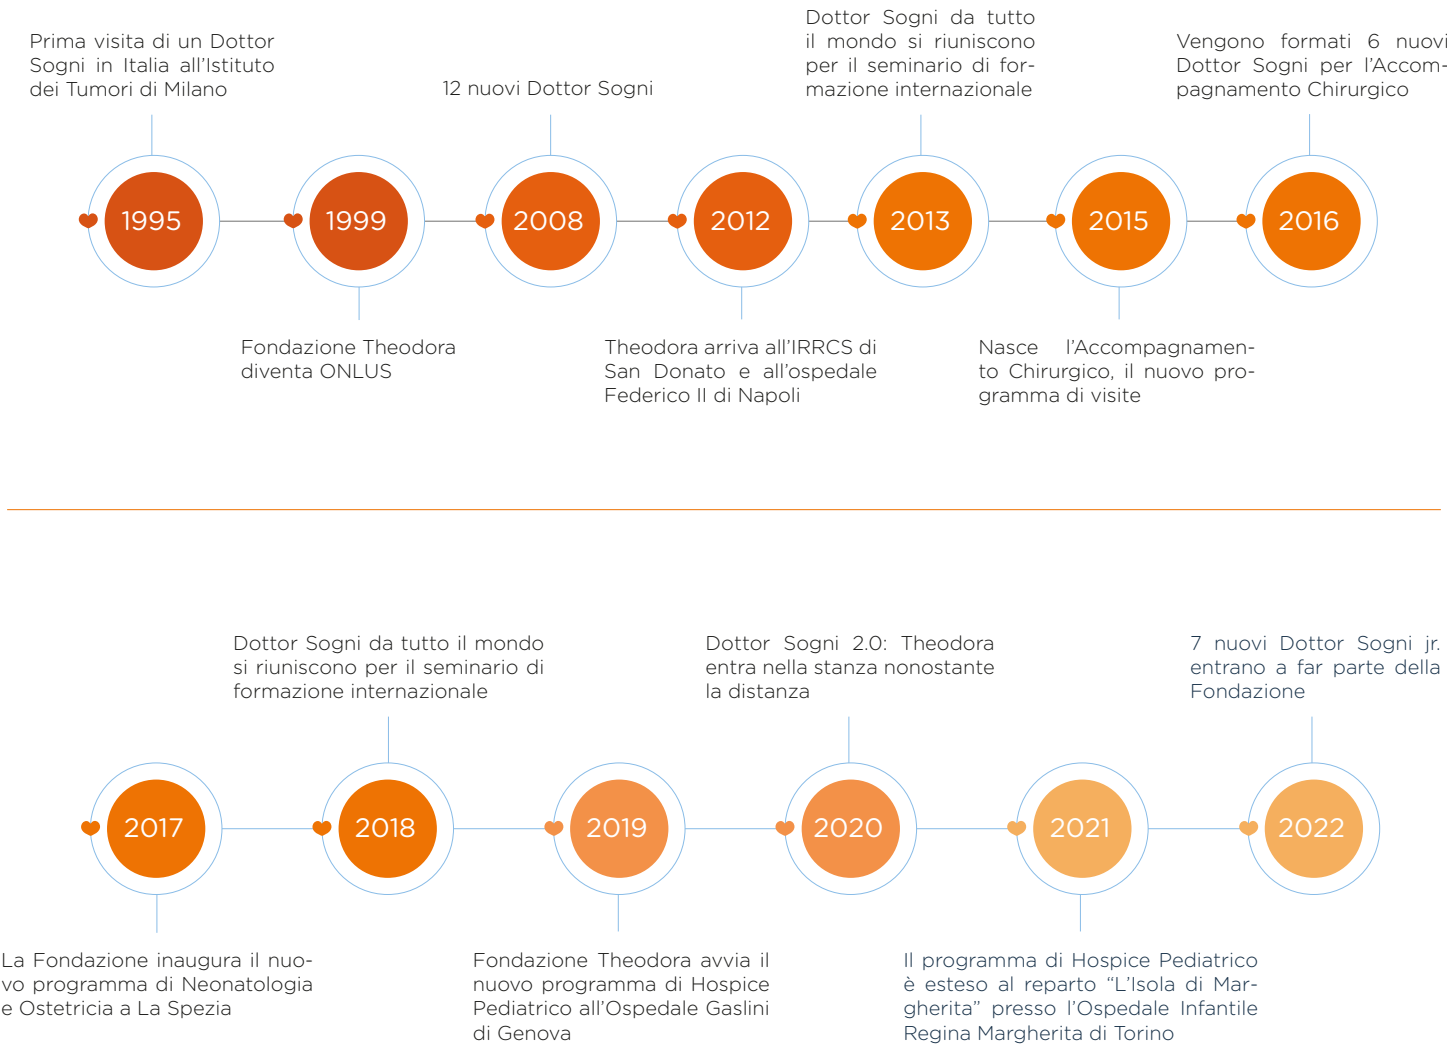 Prima visita di un Dottor
Sogni in Italia all'Istituto
dei Tumori di Milano
12 nuovi Dottor Sogni
Dottor Sogni da tutto
il mondo si riuniscono
per il seminario di for-
mazione internazionale
Vengono formati 6 nuovi
Dottor Sogni per l'Accom-
pagnamento Chirurgico
1995
1999
2008
2012
2013
2015
2016
Fondazione Theodora
diventa ONLUS
Theodora arriva all'IRRCS di
San Donato e all'ospedale
Federico II di Napoli
Nasce l'Accompagnamen-
to Chirurgico, il nuovo pro-
gramma di visite
Dottor Sogni da tutto il mondo
si riuniscono per il seminario di
formazione internazionale
Dottor Sogni 2.0: Theodora
entra nella stanza nonostante
la distanza
7 nuovi Dottor Sogni jr.
entrano a far parte della
Fondazione
2017
2018
2019
2020
2021
2022
La Fondazione inaugura il nuo-
vo programma di Neonatologia
e Ostetricia a La Spezia
Fondazione Theodora avvia il
nuovo programma di Hospice
Pediatrico all'Ospedale Gaslini
di Genova
Il programma di Hospice Pediatrico
è esteso al reparto “L'Isola di Mar-
gherita” presso l'Ospedale Infantile
Regina Margherita di Torino